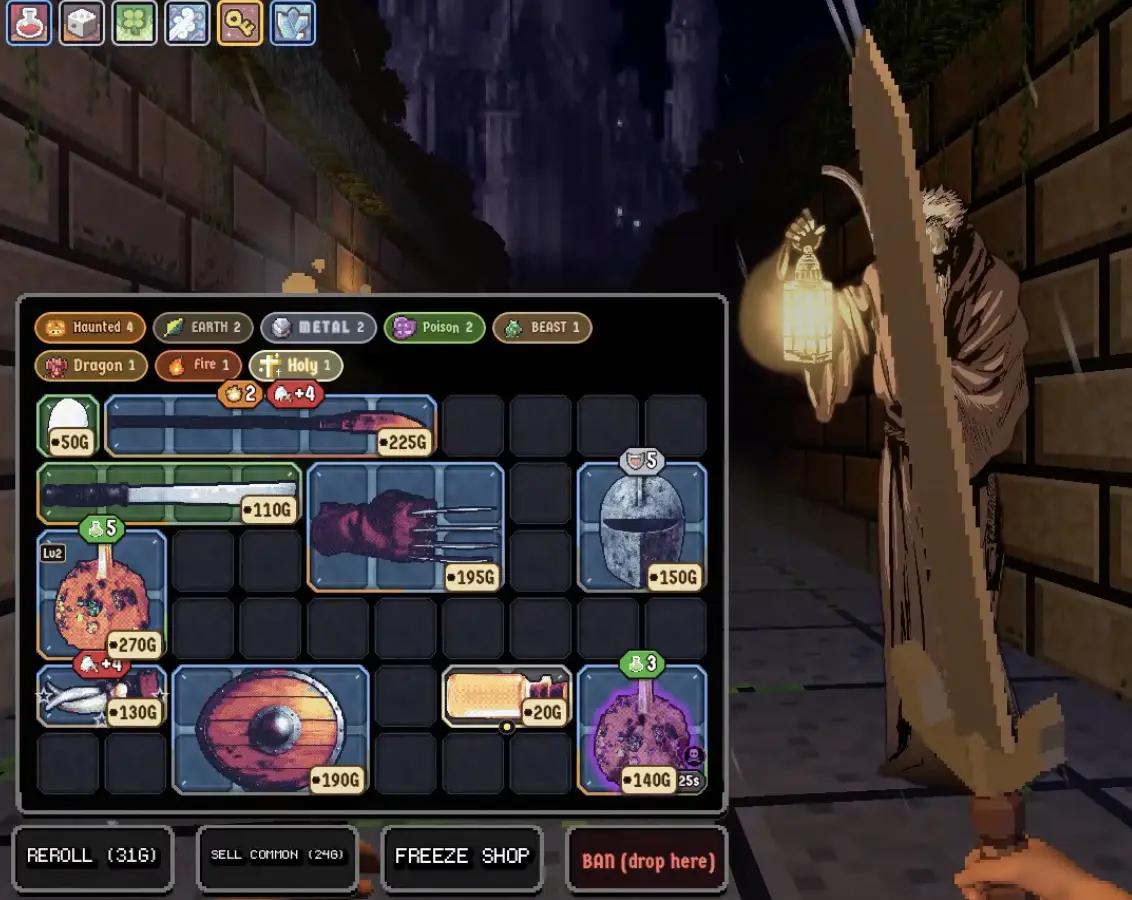 Haunted 4 EARTH 2 METAL 2 Poison 2 BEAST 1
Dragon 1 Fire 1 Holy 1
2 +4
50G 225G
5
110G
5
Lv2
195G 150G
270G
+4 3
130G 20G
190G 140G 25s
REROLL (31G) SELL COMMON (24G) FREEZE SHOP BAN (drop here)